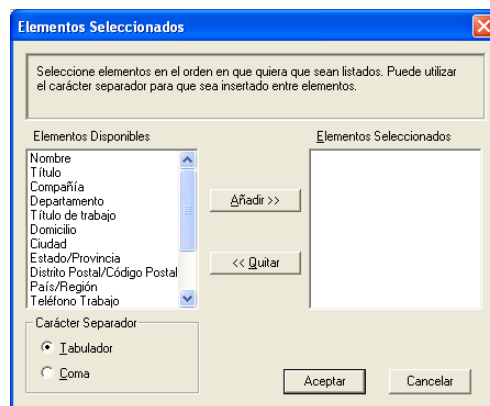 Elementos Seleccionados
Seleccione elementos en el orden en que quiera que sean listados. Puede utilizar
el carácter separador para que sea insertado entre elementos.
Elementos Disponibles
Nombre
Título
Compañía
Departamento
Título de trabajo
Domicilio
Ciudad
Estado/Provincia
Distrito Postal/Código Postal
País/Región
Teléfono Trabajo
Añadir >>
<< Quitar
Elementos Seleccionados
Carácter Separador
Tabulador
Coma
Aceptar
Cancelar